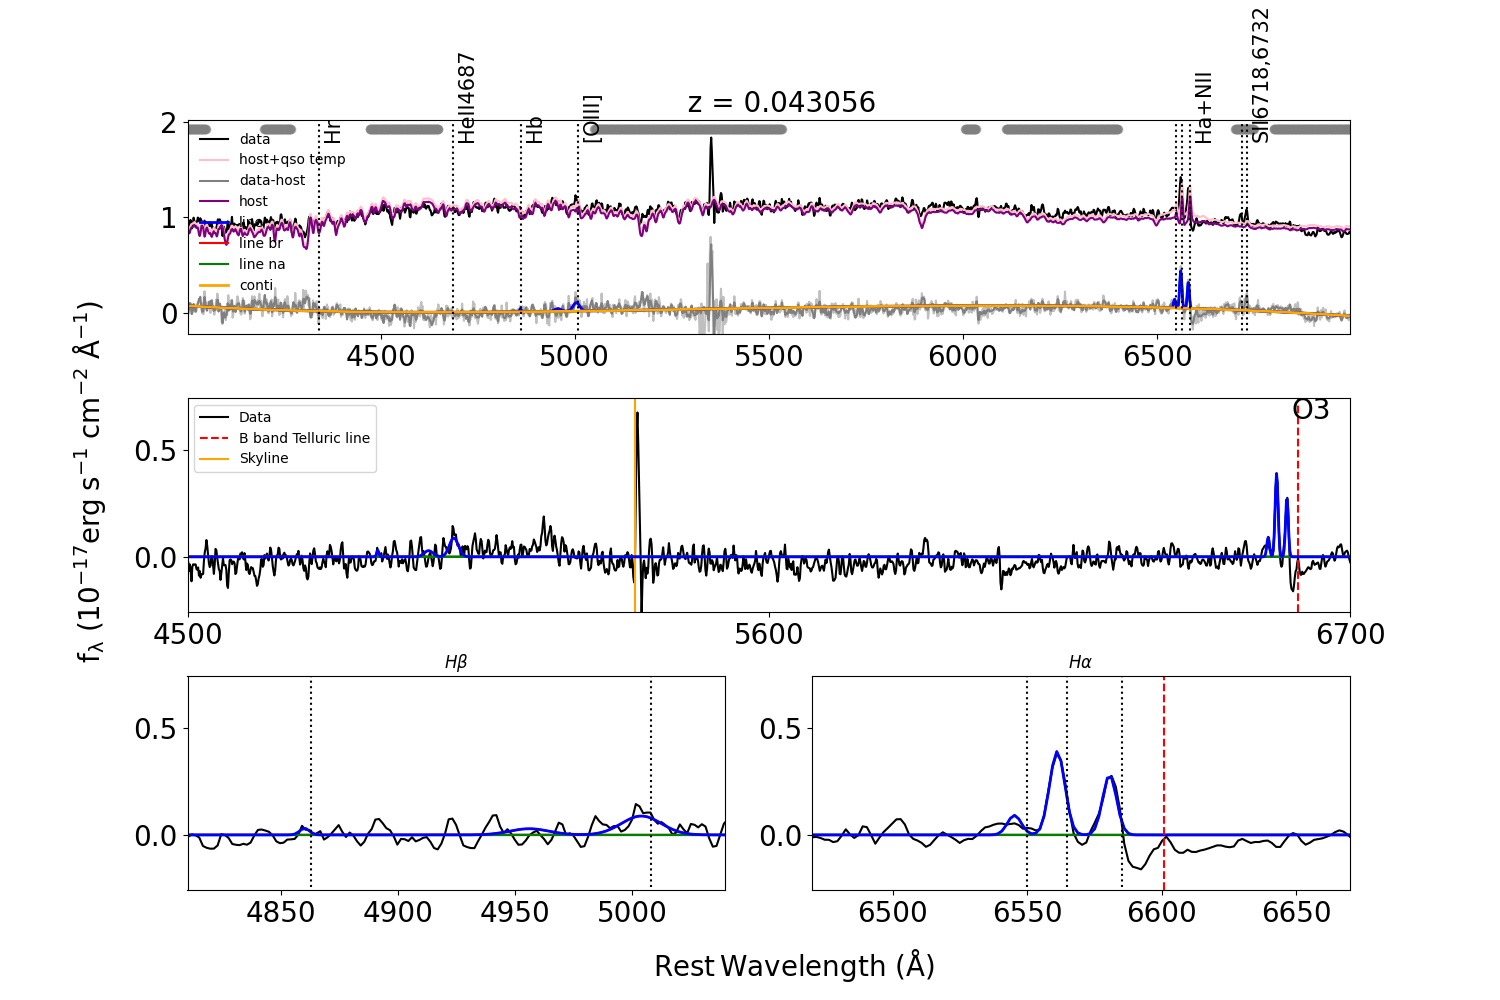 z = 0.043056
Hr
HeII4687
Hb
[OIII]
Ha+NII
SII6718,6732
data
host+qso temp
data-host
host
line
line br
line na
conti
2
1
0
4500 5000 5500 6000 6500
f_λ (10^−17 erg s^−1 cm^−2 Å^−1)
Data
B band Telluric line
Skyline
O3
0.5
0.0
4500 5600 6700
Hβ
0.5
0.0
4850 4900 4950 5000
Hα
0.5
0.0
6500 6550 6600 6650
Rest Wavelength (Å)